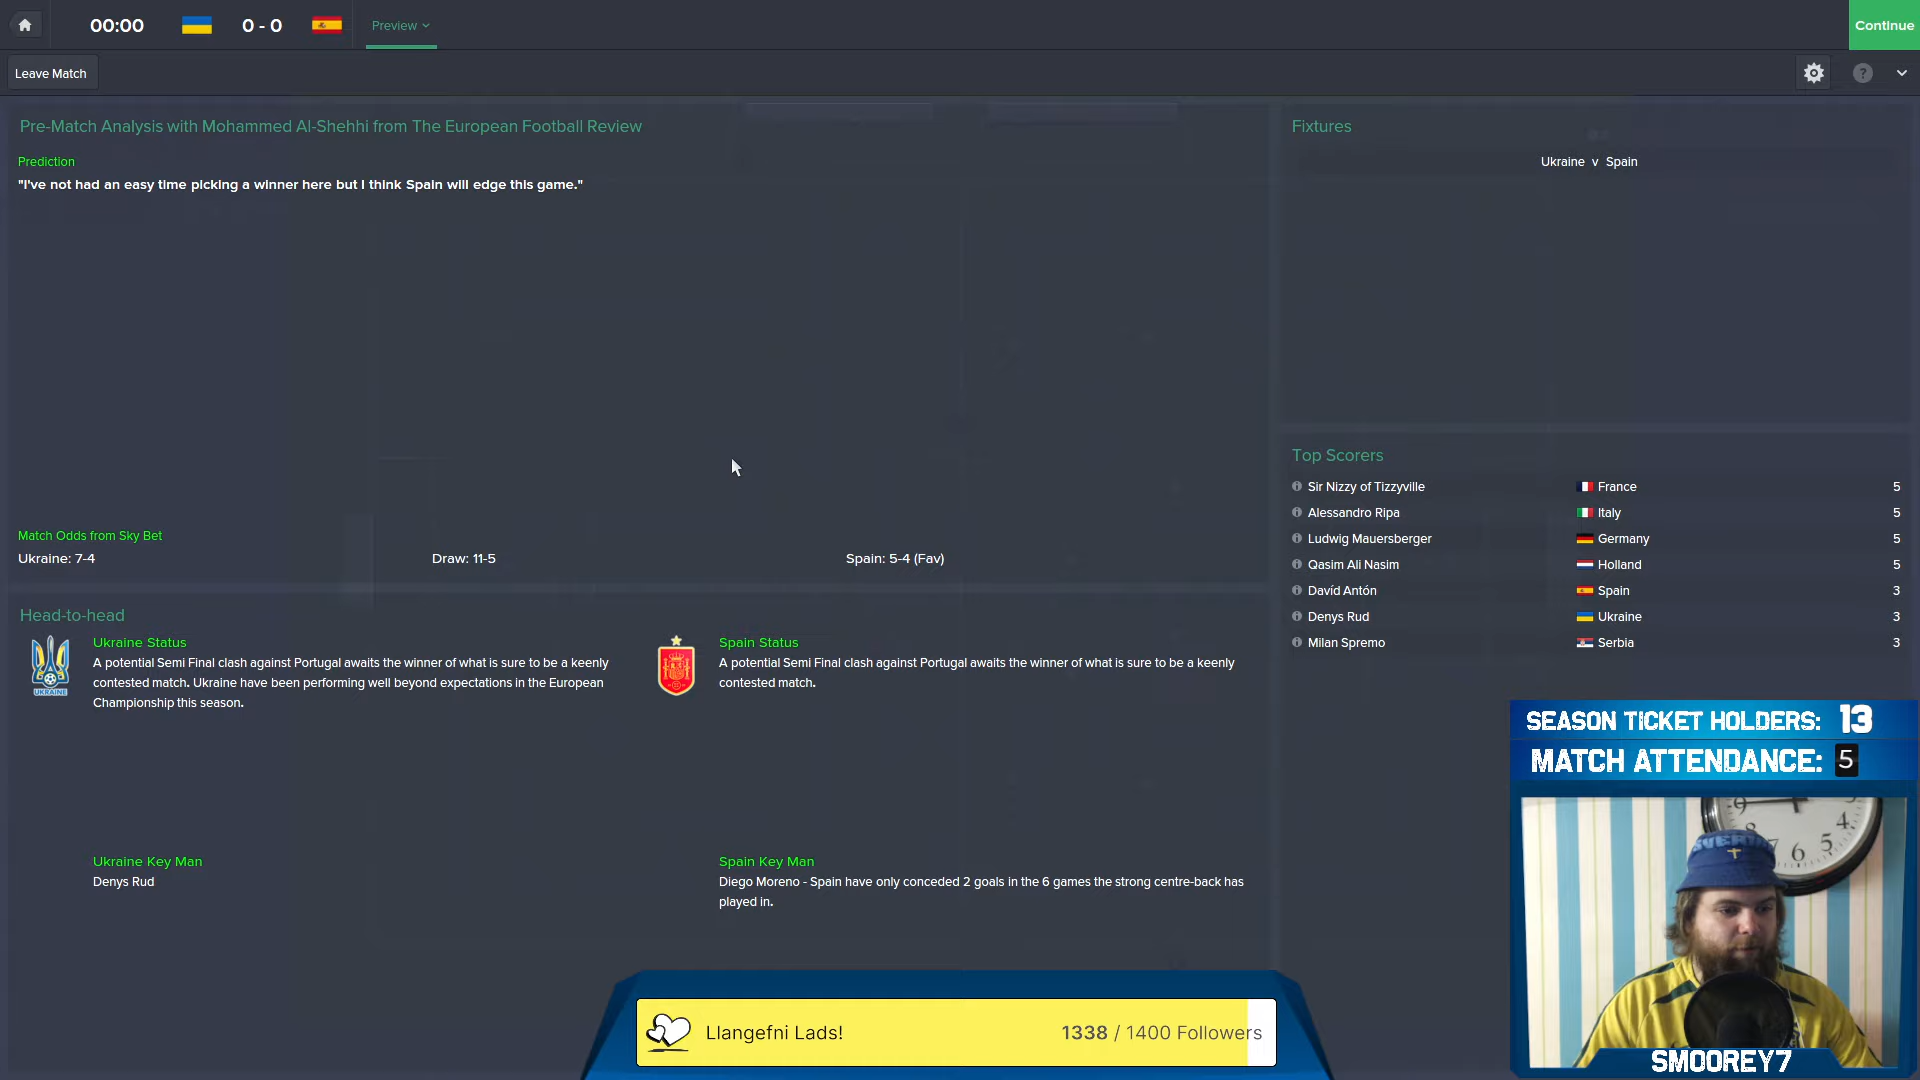 00:00
0 - 0
Preview
Continue
Leave Match
?
Pre-Match Analysis with Mohammed Al-Shehhi from The European Football Review
Prediction
"I've not had an easy time picking a winner here but I think Spain will edge this game."
Match Odds from Sky Bet
Ukraine: 7-4
Draw: 11-5
Spain: 5-4 (Fav)
Fixtures
Ukraine v Spain
Top Scorers
Sir Nizzy of Tizzyville France 5
Alessandro Ripa Italy 5
Ludwig Mauersberger Germany 5
Qasim Ali Nasim Holland 5
Davíd Antón Spain 3
Denys Rud Ukraine 3
Milan Spremo Serbia 3
Head-to-head
UKRAINE
Ukraine Status
A potential Semi Final clash against Portugal awaits the winner of what is sure to be a keenly
contested match. Ukraine have been performing well beyond expectations in the European
Championship this season.
Spain Status
A potential Semi Final clash against Portugal awaits the winner of what is sure to be a keenly
contested match.
Ukraine Key Man
Denys Rud
Spain Key Man
Diego Moreno - Spain have only conceded 2 goals in the 6 games the strong centre-back has
played in.
SEASON TICKET HOLDERS: 13
MATCH ATTENDANCE: 5
9
4
5
6
7
SMOOREY7
Llangefni Lads!
1338 / 1400 Followers